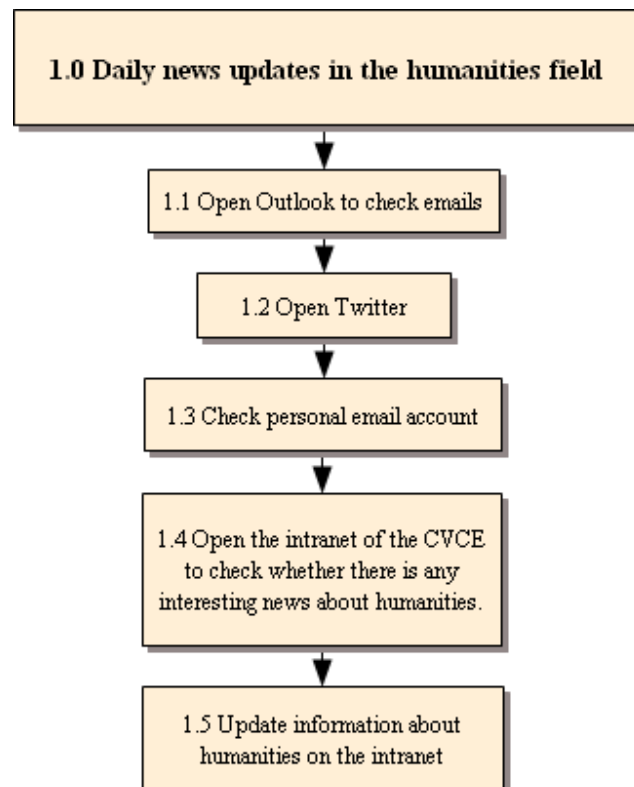 1.0 Daily news updates in the humanities field
1.1 Open Outlook to check emails
1.2 Open Twitter
1.3 Check personal email account
1.4 Open the intranet of the CVCE
to check whether there is any
interesting news about humanities.
1.5 Update information about
humanities on the intranet